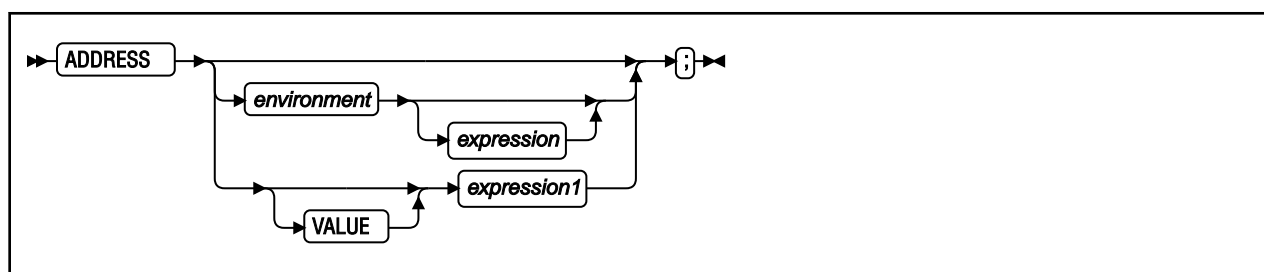 ADDRESS ;
environment
expression
expression1
VALUE